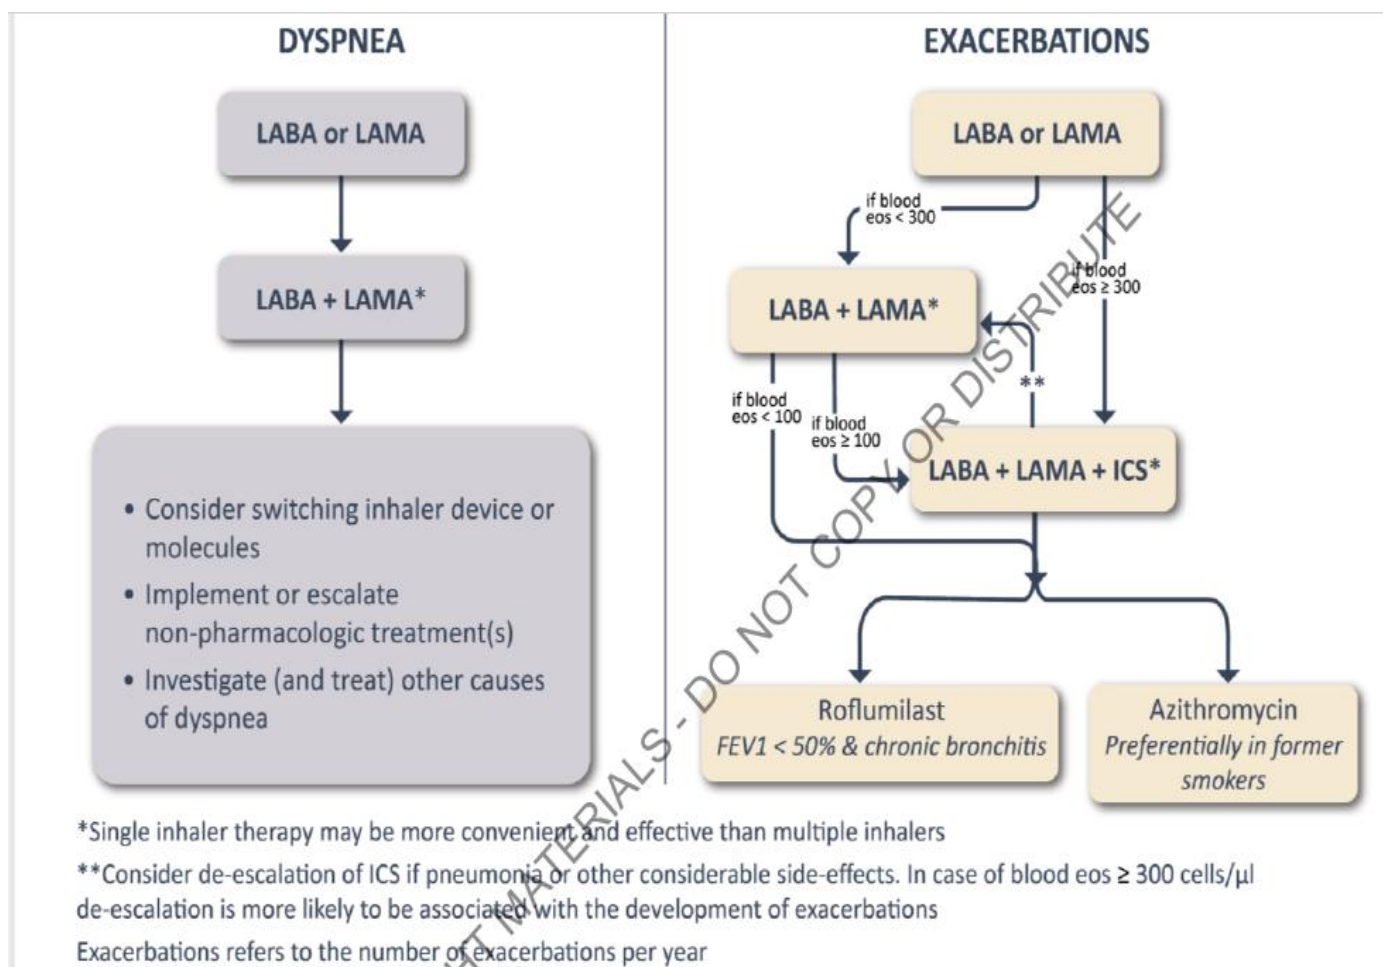 DYSPNEA
LABA or LAMA
LABA + LAMA*
• Consider switching inhaler device or
molecules
• Implement or escalate
non-pharmacologic treatment(s)
• Investigate (and treat) other causes
of dyspnea
EXACERBATIONS
LABA or LAMA
if blood
eos < 300
if blood
eos ≥ 300
LABA + LAMA*
**
if blood
eos < 100
if blood
eos ≥ 100
LABA + LAMA + ICS*
Roflumilast
FEV1 < 50% & chronic bronchitis
Azithromycin
Preferentially in former
smokers
*Single inhaler therapy may be more convenient and effective than multiple inhalers
**Consider de-escalation of ICS if pneumonia or other considerable side-effects. In case of blood eos ≥ 300 cells/µl
de-escalation is more likely to be associated with the development of exacerbations
Exacerbations refers to the number of exacerbations per year
MATERIALS - DO NOT COPY OR DISTRIBUTE